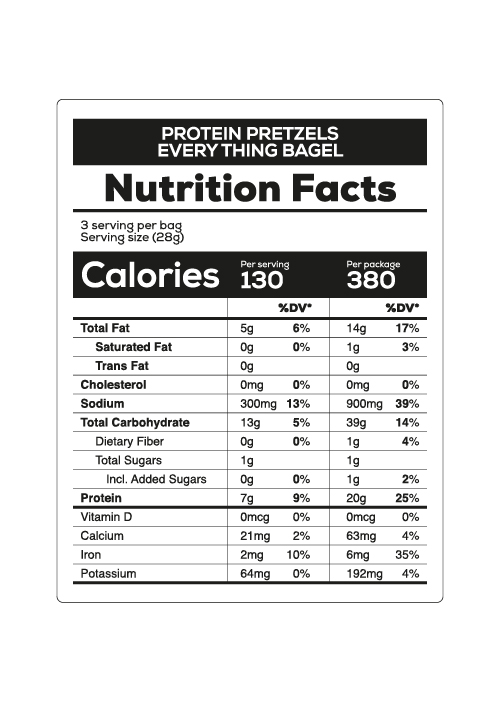 PROTEIN PRETZELS
EVERYTHING BAGEL
Nutrition Facts
3 serving per bag
Serving size (28g)
Calories Per serving 130 Per package 380
%DV* %DV*
Total Fat 5g 6% 14g 17%
Saturated Fat 0g 0% 1g 3%
Trans Fat 0g 0g
Cholesterol 0mg 0% 0mg 0%
Sodium 300mg 13% 900mg 39%
Total Carbohydrate 13g 5% 39g 14%
Dietary Fiber 0g 0% 1g 4%
Total Sugars 1g 1g
Incl. Added Sugars 0g 0% 1g 2%
Protein 7g 9% 20g 25%
Vitamin D 0mcg 0% 0mcg 0%
Calcium 21mg 2% 63mg 4%
Iron 2mg 10% 6mg 35%
Potassium 64mg 0% 192mg 4%